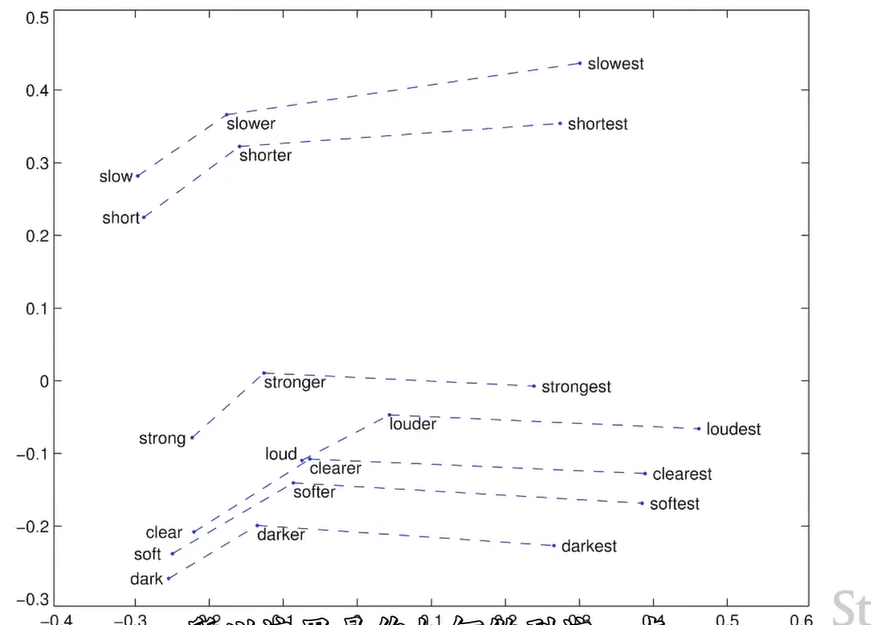 0.5
0.4
0.3
0.2
0.1
0
−0.1
−0.2
−0.3
slowest
slower
shortest
shorter
slow
short
stronger
strongest
strong
louder
loudest
loud
clearer
clearest
softer
softest
clear
darker
soft
darkest
dark
−0.4 −0.3 0.5 0.6
St